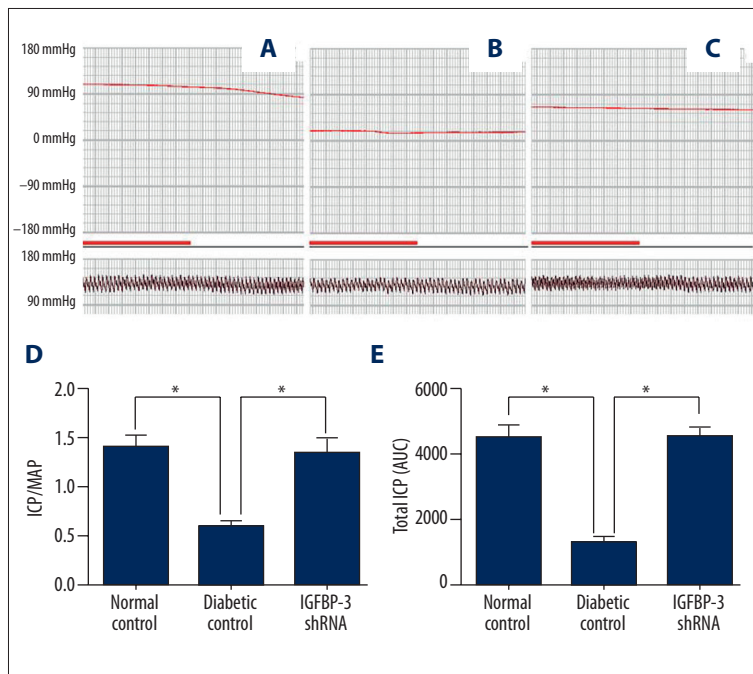 A
B
C
180 mmHg
90 mmHg
0 mmHg
–90 mmHg
–180 mmHg
180 mmHg
90 mmHg
D
2.0
1.5
1.0
0.5
0.0
ICP/MAP
*
*
Normal control
Diabetic control
IGFBP-3 shRNA
E
6000
4000
2000
0
Total ICP (AUC)
*
*
Normal control
Diabetic control
IGFBP-3 shRNA